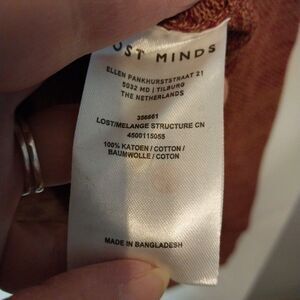 OST MINDS
ELLEN PANKHURSTSTRAAT 21
5032 MD | TILBURG
THE NETHERLANDS
356661
LOST/MELANGE STRUCTURE CN
4500115055
100% KATOEN / COTTON /
BAUMWOLLE / COTON
MADE IN BANGLADESH